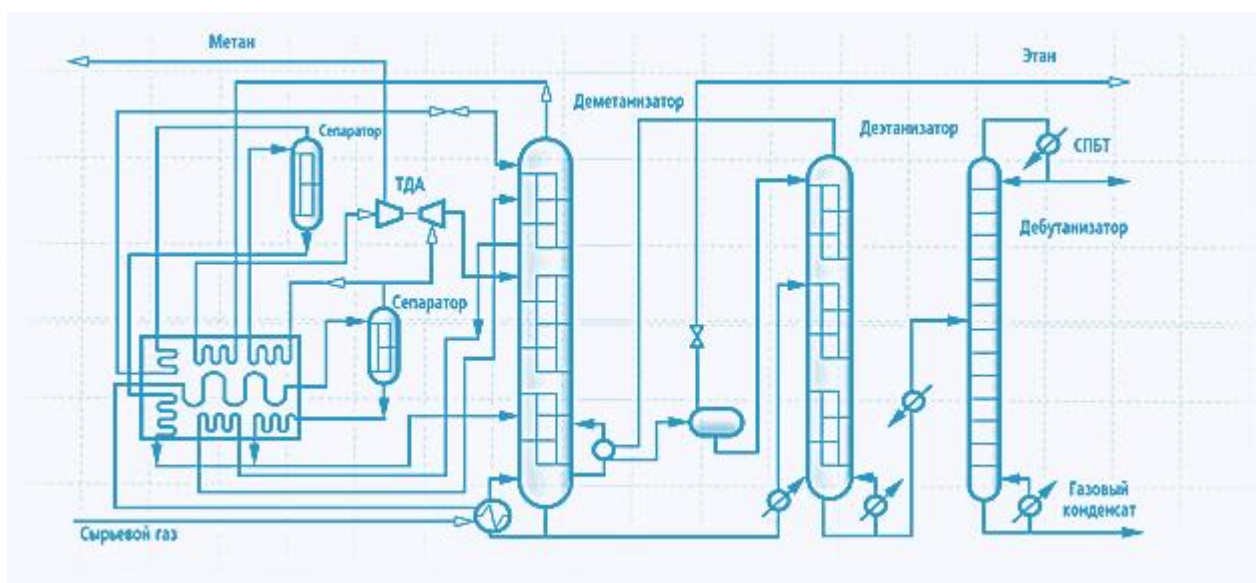 Метан
Этан
Деметанизатор
Сепаратор
Деэтанизатор
СПБТ
ТДА
Дебутанизатор
Сепаратор
Газовый
конденсат
Сырьевой газ